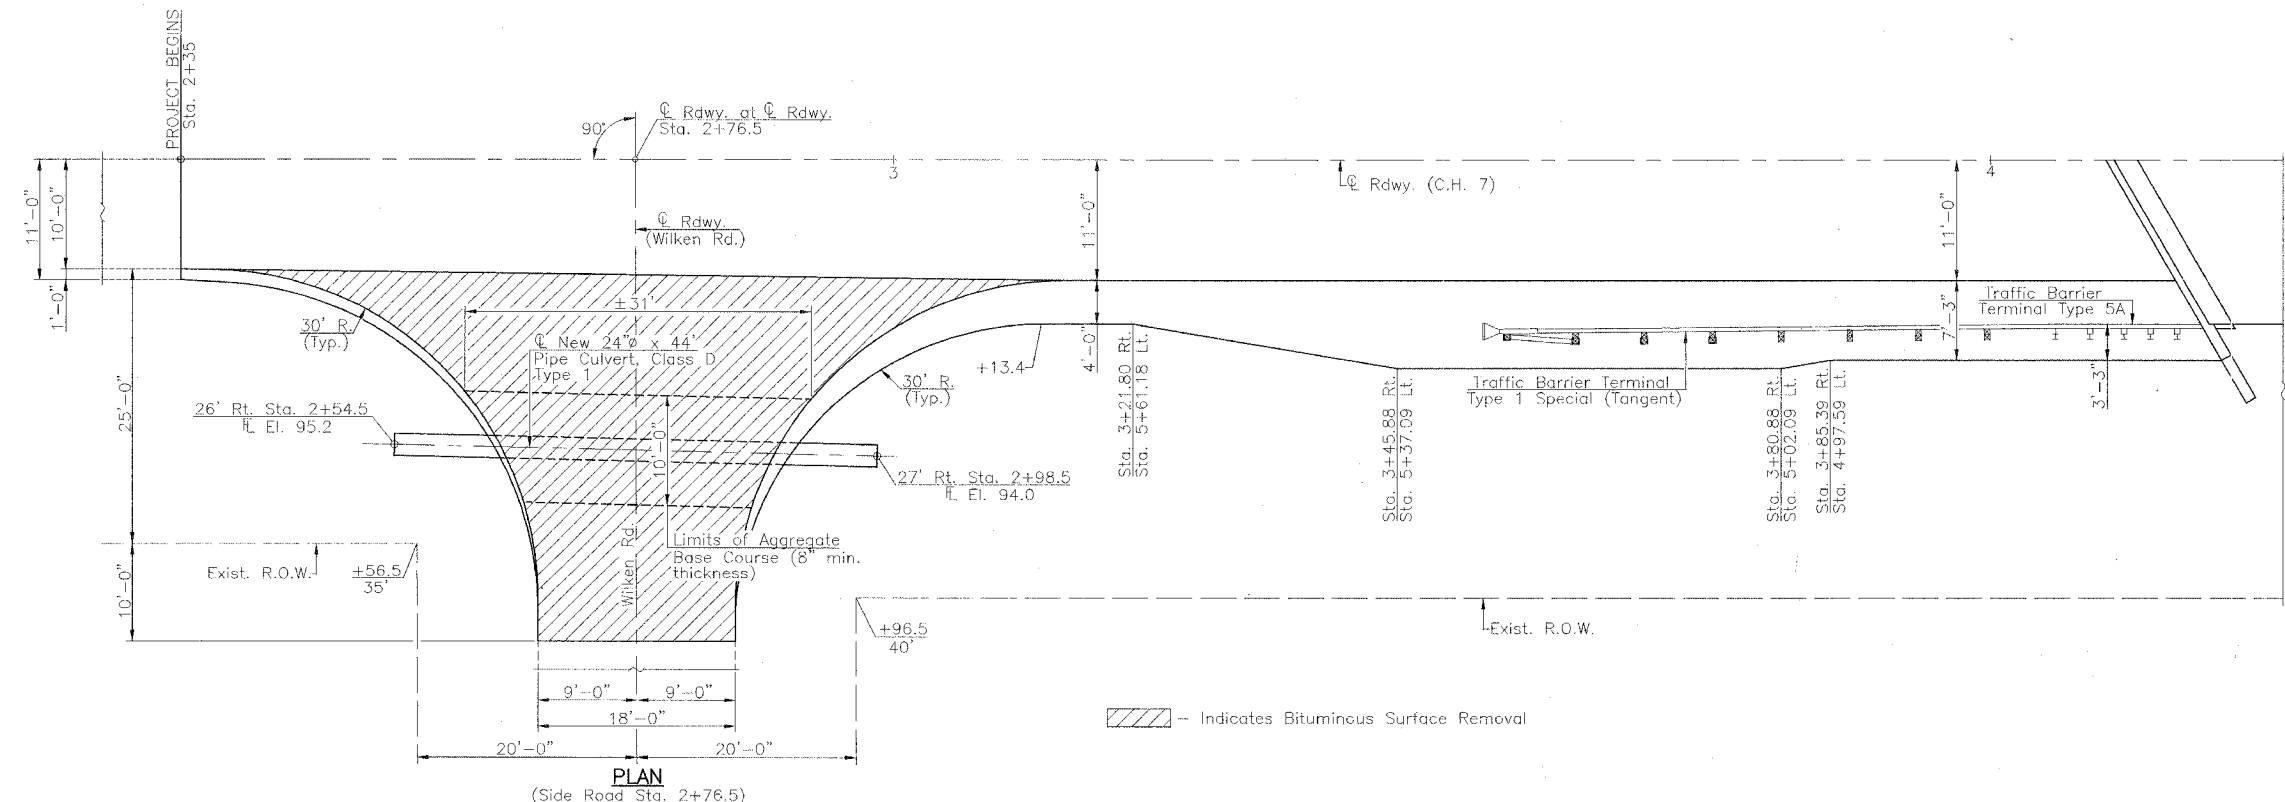 PROJECT BEGINS
Sta. 2+35
90°
℄ Rdwy. at ℄ Rdwy.
Sta. 2+76.5
3
4
℄ Rdwy. (C.H. 7)
11'-0"
10'-0"
1'-0"
℄ Rdwy.
(Wilken Rd.)
11'-0"
11'-0"
±31'
30' R.
(Typ.)
℄ New 24"ø x 44'
Pipe Culvert, Class D
Type 1
Traffic Barrier
Terminal Type 5A
7'-3"
+13.4
4'-0"
30' R.
(Typ.)
Sta. 3+21.80 Rt.
Sta. 5+61.18 Lt.
Traffic Barrier Terminal
Type 1 Special (Tangent)
3'-3"
25'-0"
26' Rt. Sta. 2+54.5
℄ El. 95.2
10'-0"
27' Rt. Sta. 2+98.5
℄ El. 94.0
Sta. 3+45.88 Rt.
Sta. 5+37.09 Lt.
Sta. 3+80.88 Rt.
Sta. 5+02.09 Lt.
Sta. 3+85.39 Rt.
Sta. 4+97.59 Lt.
Limits of Aggregate
Base Course (8" min.
thickness)
Wilken Rd.
Exist. R.O.W.
+56.5
35'
10'-0"
+96.5
40'
Exist. R.O.W.
9'-0"
9'-0"
18'-0"
20'-0"
20'-0"
- Indicates Bituminous Surface Removal
PLAN
(Side Road Sta. 2+76.5)